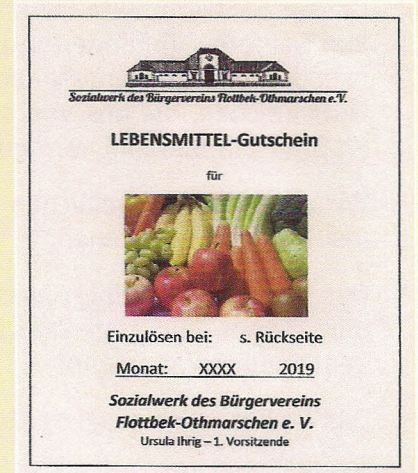 Sozialwerk des Bürgervereins Flottbek-Othmarschen e.V.
LEBENSMITTEL-Gutschein
für
Einzulösen bei: s. Rückseite
Monat: XXXX 2019
Sozialwerk des Bürgervereins
Flottbek-Othmarschen e. V.
Ursula Ihrig – 1. Vorsitzende